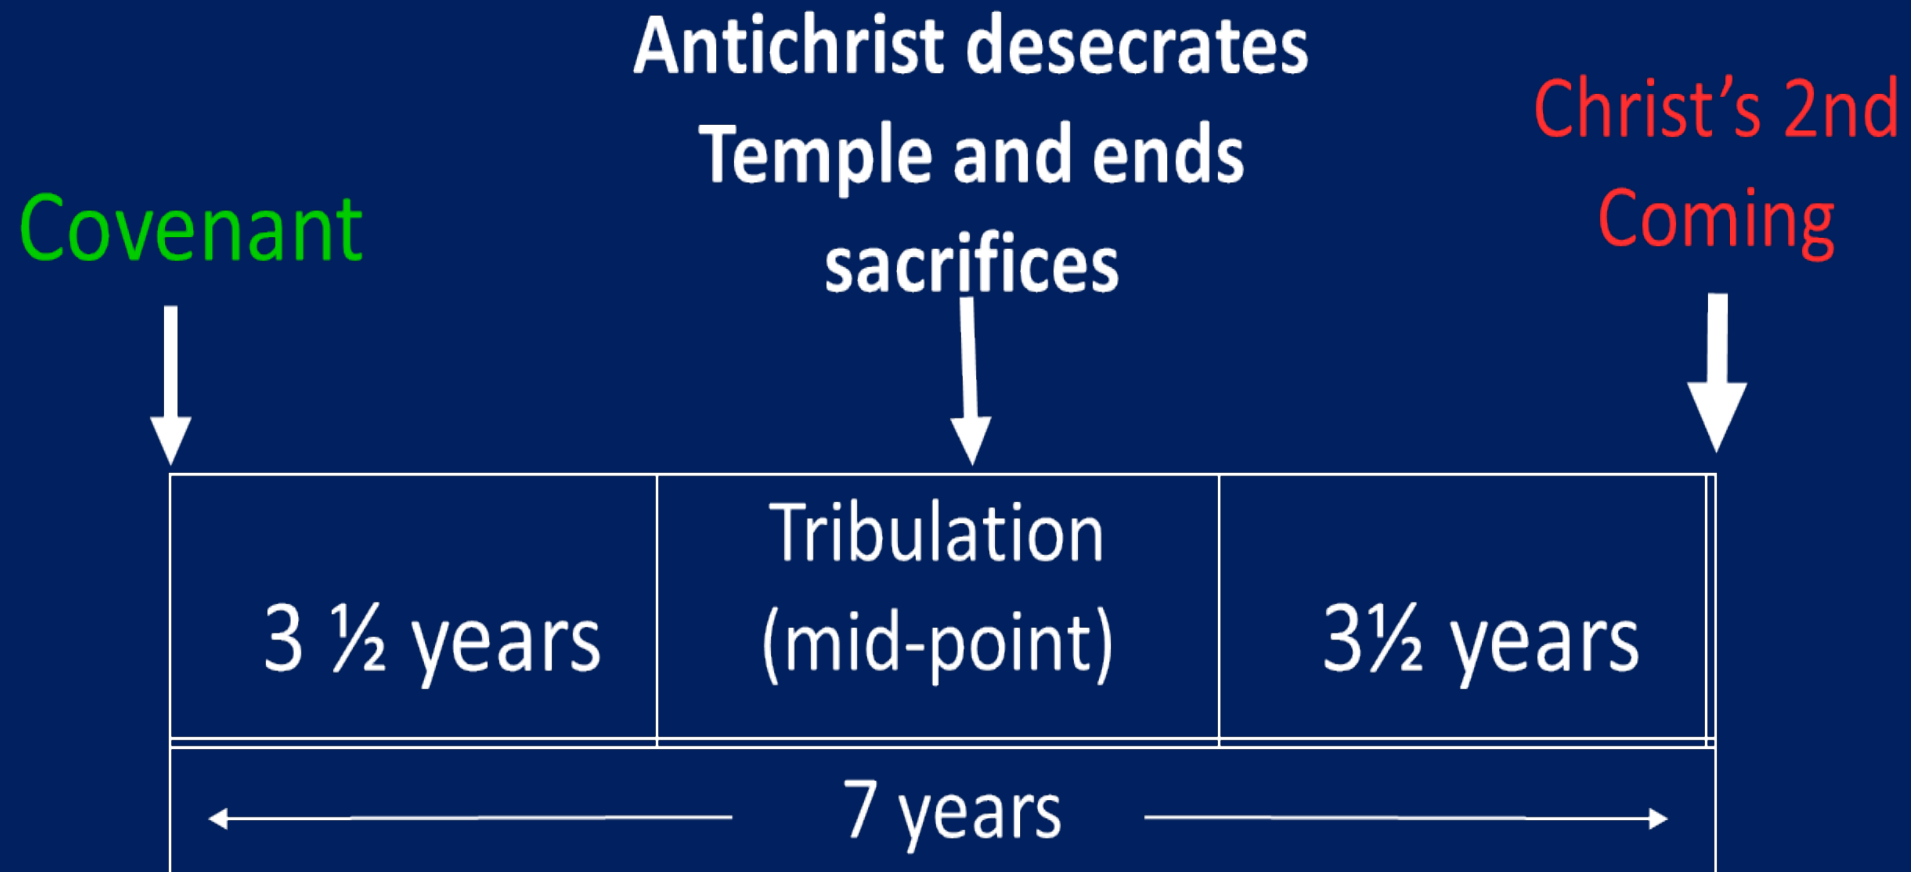 Antichrist desecrates
Temple and ends
sacrifices
Christ’s 2nd
Coming
Covenant
Tribulation
(mid-point)
3 ½ years
3½ years
7 years